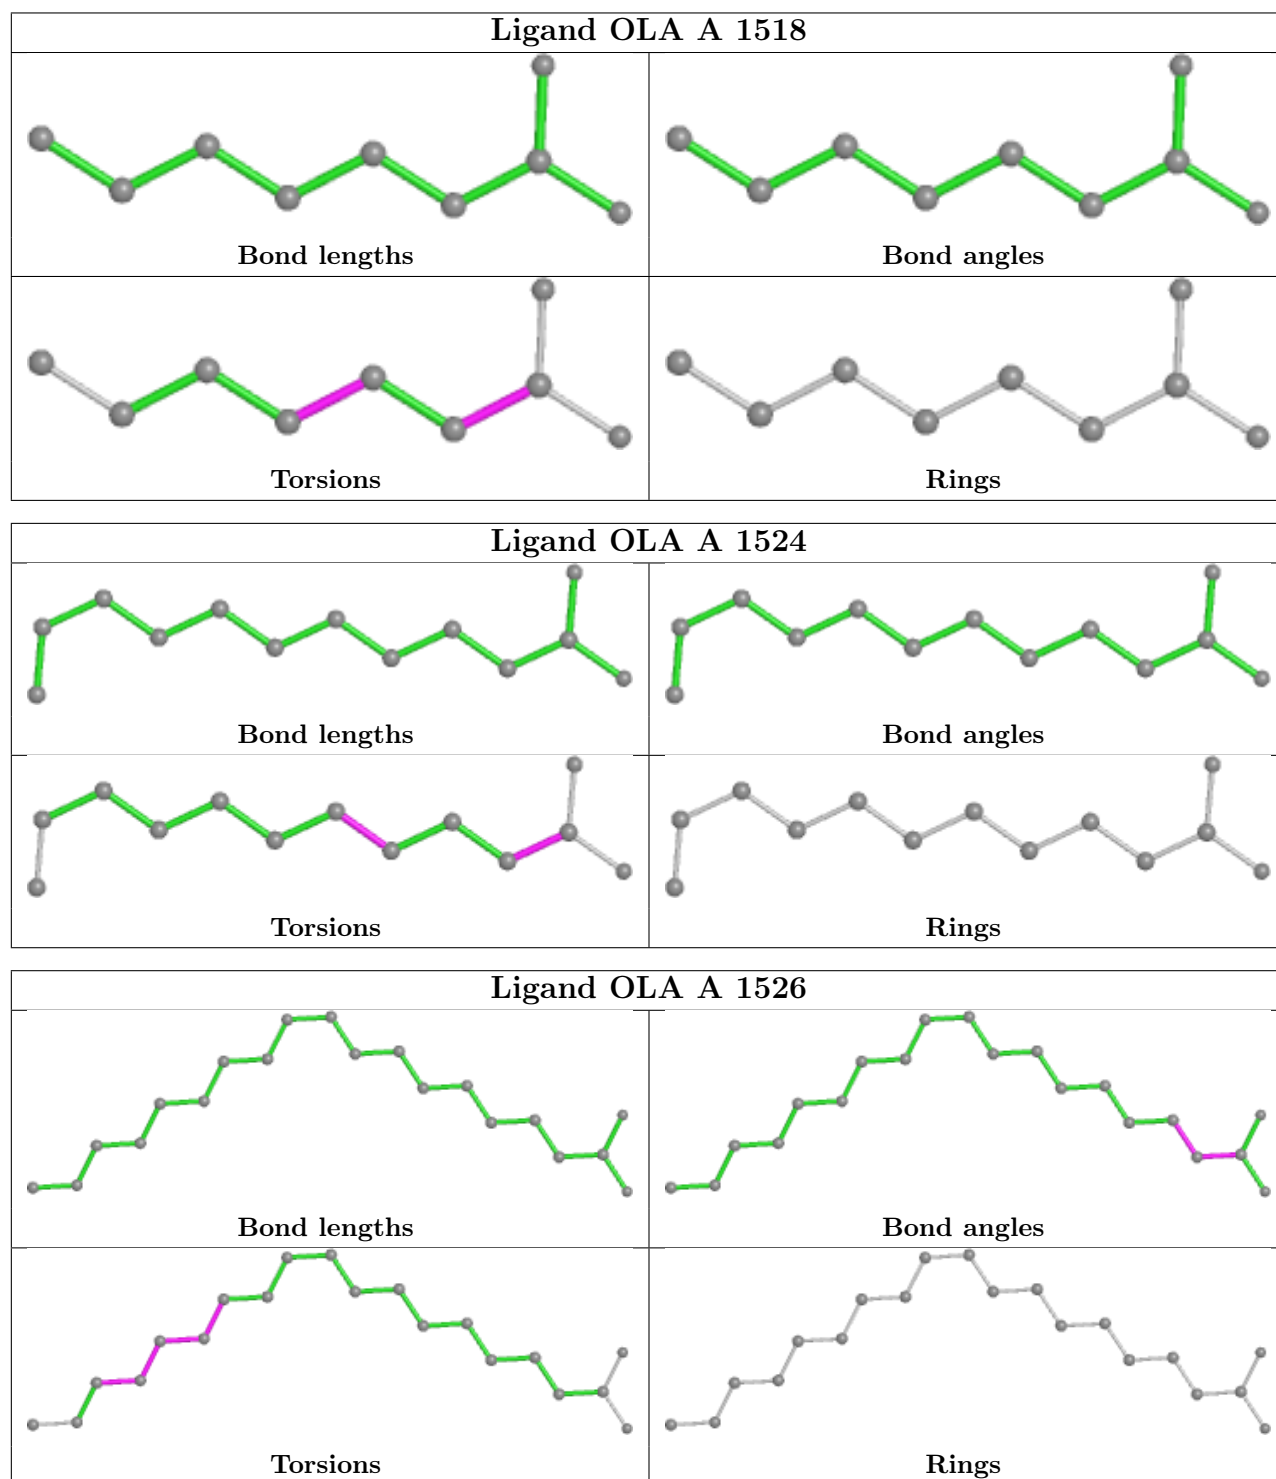 Ligand OLA A 1518
Bond lengths
Bond angles
Torsions
Rings
Ligand OLA A 1524
Bond lengths
Bond angles
Torsions
Rings
Ligand OLA A 1526
Bond lengths
Bond angles
Torsions
Rings